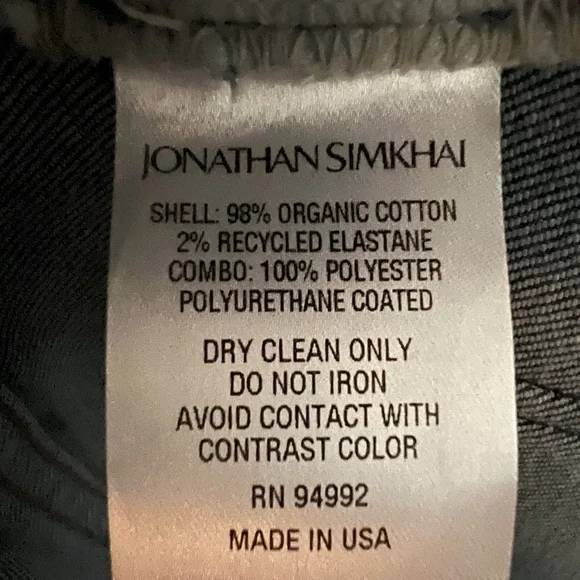 JONATHAN SIMKHAI
SHELL: 98% ORGANIC COTTON
2% RECYCLED ELASTANE
COMBO: 100% POLYESTER
POLYURETHANE COATED
DRY CLEAN ONLY
DO NOT IRON
AVOID CONTACT WITH
CONTRAST COLOR
RN 94992
MADE IN USA